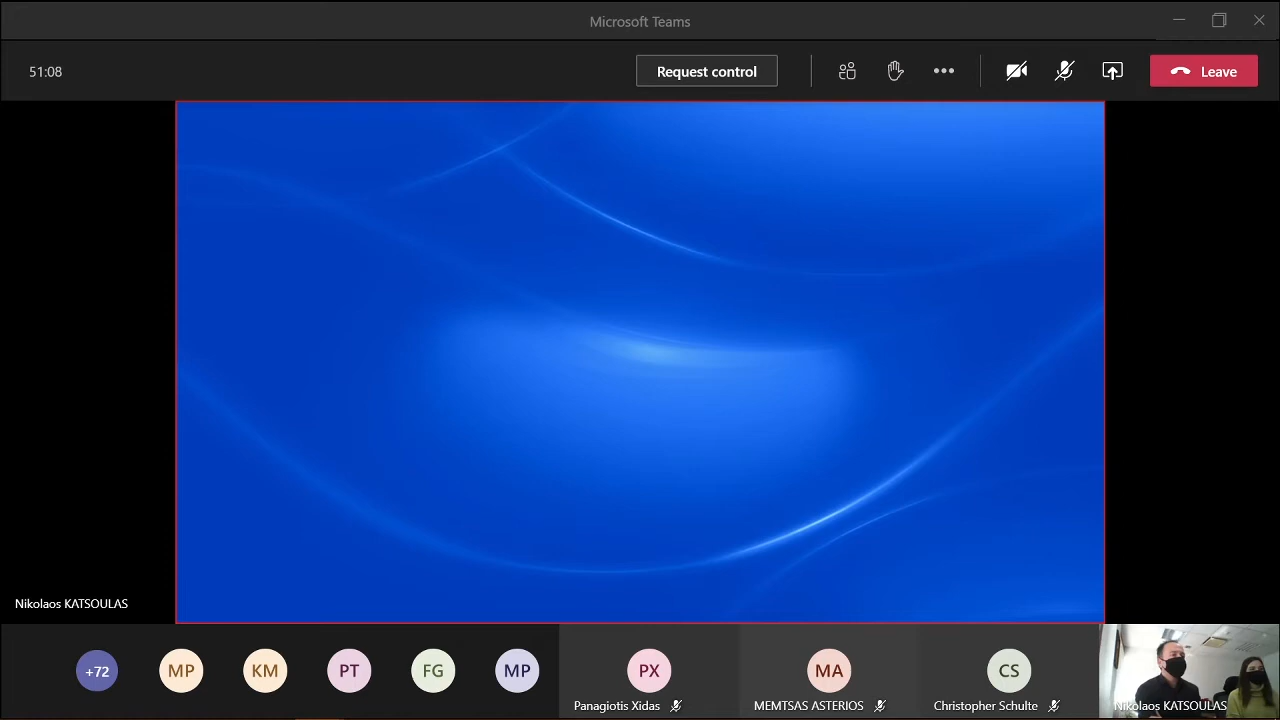 Microsoft Teams
51:08
Request control
Leave
Nikolaos KATSOULAS
+72
MP
KM
PT
FG
MP
PX
Panagiotis Xidas
MA
MEMTSAS ASTERIOS
CS
Christopher Schulte
Nikolaos KATSOULAS